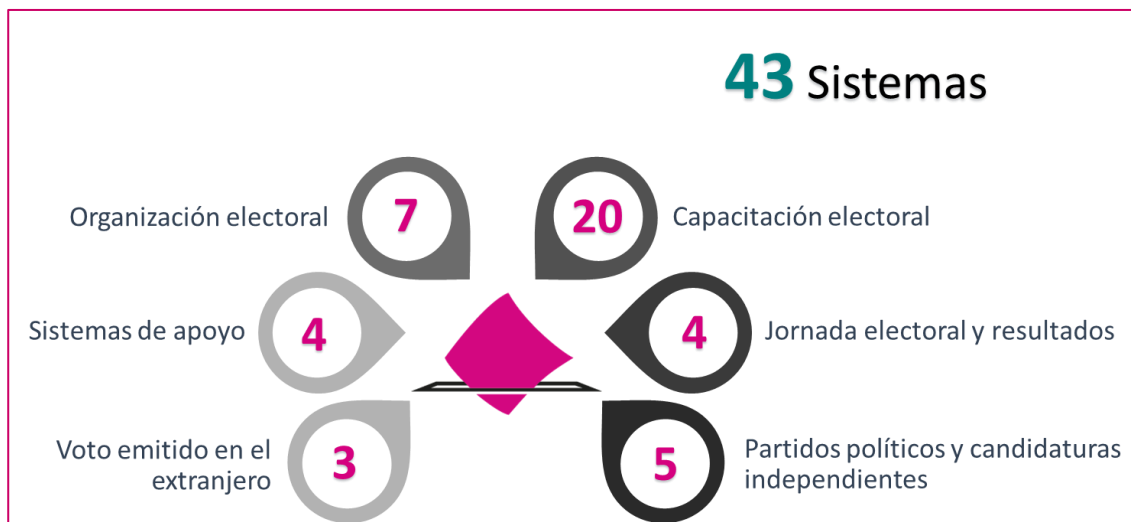 43 Sistemas
Organización electoral
7
20
Capacitación electoral
Sistemas de apoyo
4
4
Jornada electoral y resultados
Voto emitido en el
extranjero
3
5
Partidos políticos y candidaturas
independientes